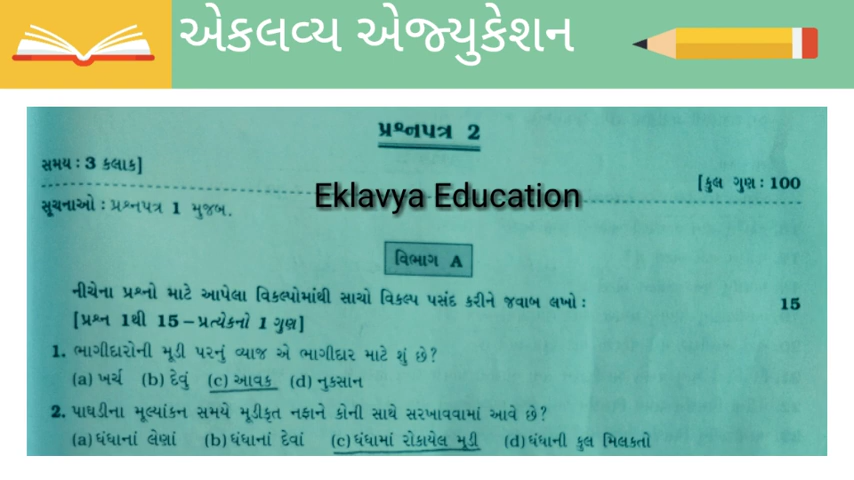 એકલવ્ય એજ્યુકેશન
પ્રશ્નપત્ર 2
સમય : 3 કલાક]
[કુલ ગુણ : 100
Eklavya Education
સૂચનાઓ : પ્રશ્નપત્ર 1 મુજબ.
વિભાગ A
નીચેના પ્રશ્નો માટે આપેલા વિકલ્પોમાંથી સાચો વિકલ્પ પસંદ કરીને જવાબ લખો : 15
[પ્રશ્ન 1થી 15 – પ્રત્યેકનો 1 ગુણ]
1. ભાગીદારોની મૂડી પરનું વ્યાજ એ ભાગીદાર માટે શું છે?
(a) ખર્ચ (b) દેવું (c) આવક (d) નુકસાન
2. પાઘડીના મૂલ્યાંકન સમયે મૂડીકૃત નફાને કોની સાથે સરખાવવામાં આવે છે?
(a) ધંધાનાં લેણાં (b) ધંધાનાં દેવાં (c) ધંધામાં રોકાયેલ મૂડી (d) ધંધાની કુલ મિલકતો